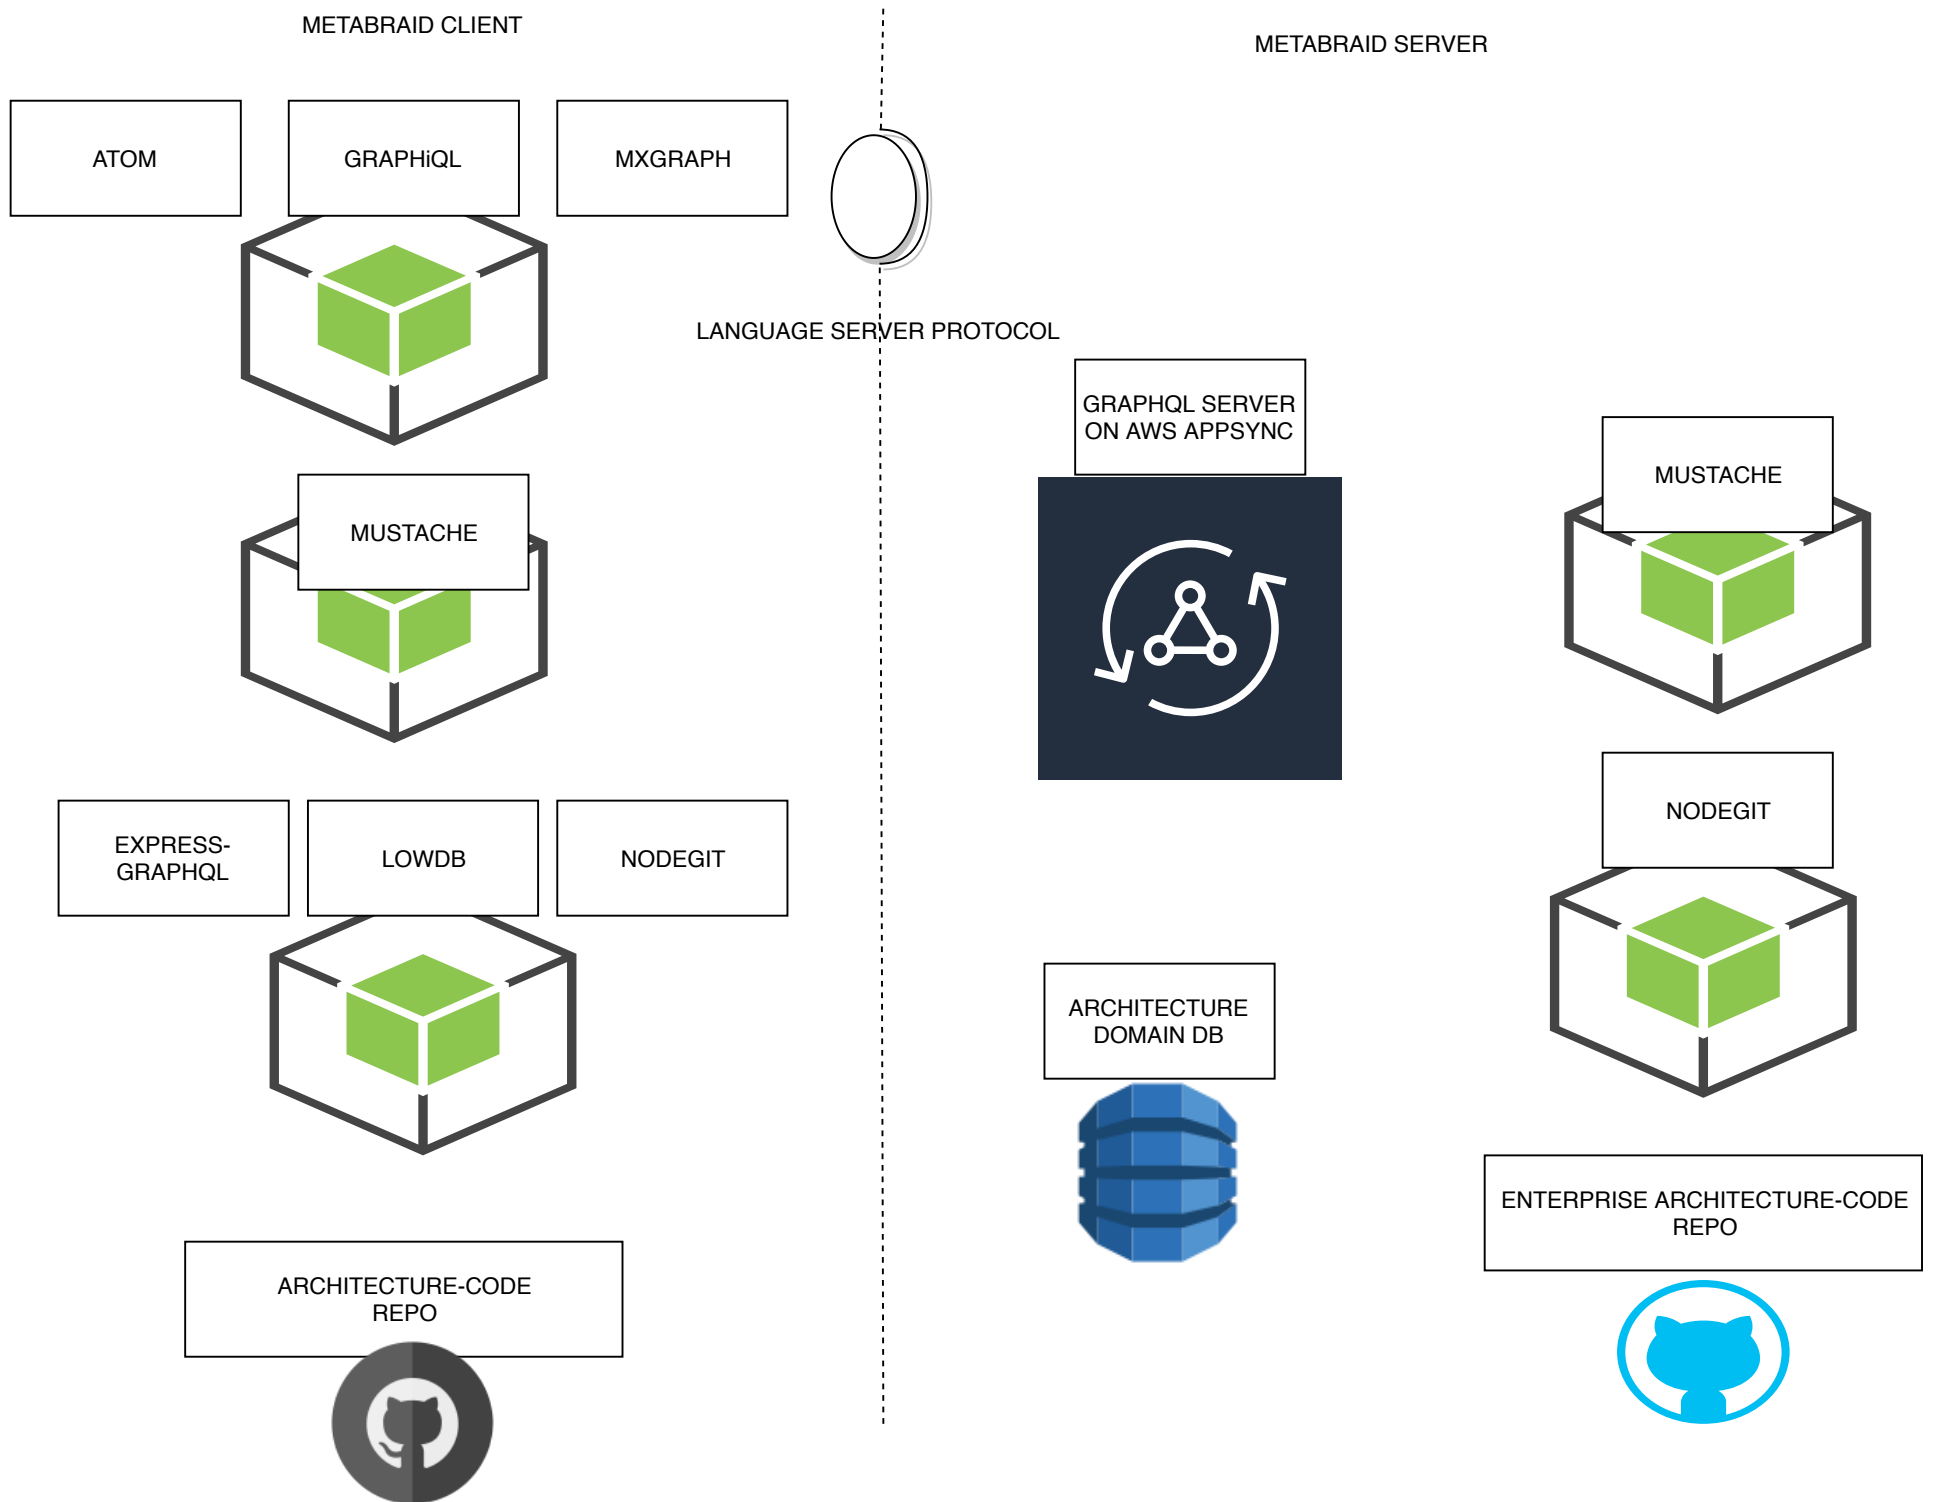 METABRAID CLIENT
METABRAID SERVER
ATOM
GRAPHiQL
MXGRAPH
LANGUAGE SERVER PROTOCOL
GRAPHQL SERVER
ON AWS APPSYNC
MUSTACHE
MUSTACHE
EXPRESS-
GRAPHQL
LOWDB
NODEGIT
NODEGIT
ARCHITECTURE
DOMAIN DB
ENTERPRISE ARCHITECTURE-CODE
REPO
ARCHITECTURE-CODE
REPO